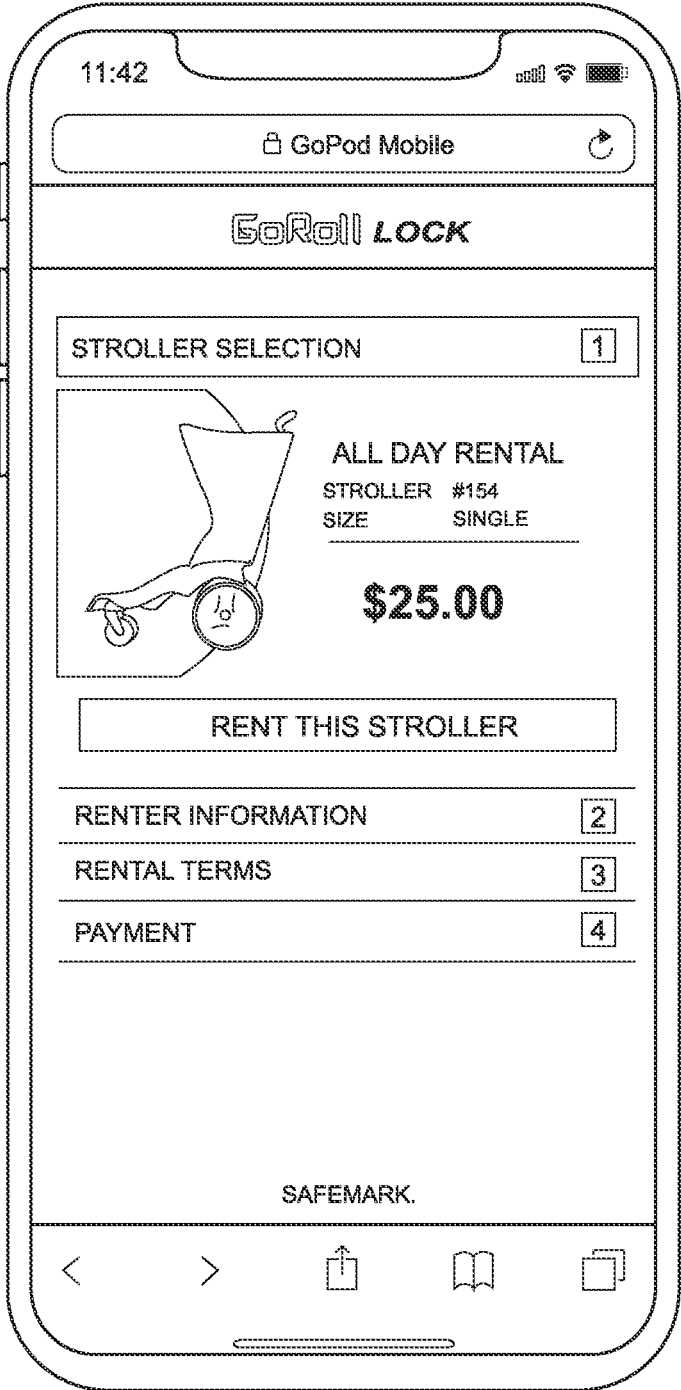 11:42
GoPod Mobile
GoRoll LOCK
STROLLER SELECTION 1
ALL DAY RENTAL
STROLLER #154
SIZE SINGLE
$25.00
RENT THIS STROLLER
RENTER INFORMATION 2
RENTAL TERMS 3
PAYMENT 4
SAFEMARK.